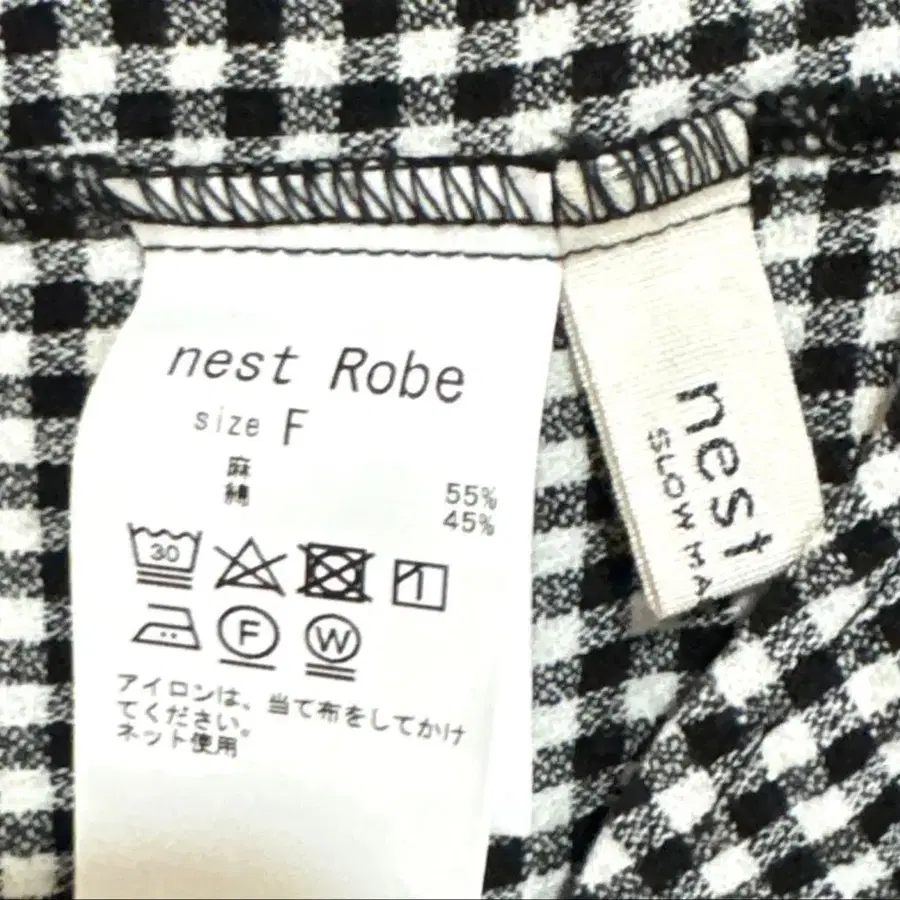 nest Robe
size F
麻 55%
綿 45%
30
F W
アイロンは、当て布をしてかけ
てください。
ネット使用
nest
SLOW MA